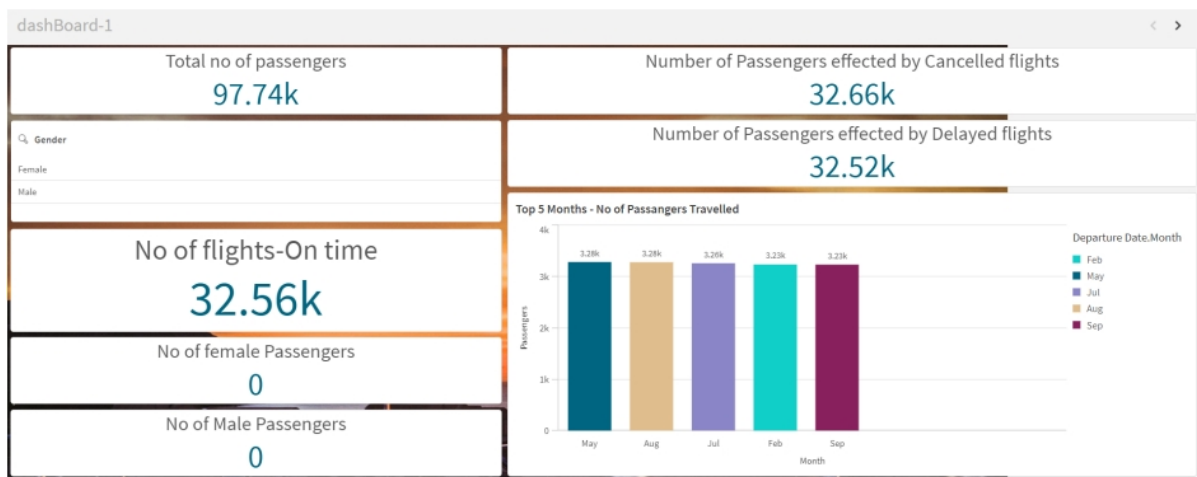 dashBoard-1
Total no of passengers
97.74k
Number of Passengers effected by Cancelled flights
32.66k
Gender
Female
Male
Number of Passengers effected by Delayed flights
32.52k
No of flights-On time
32.56k
No of female Passengers
0
No of Male Passengers
0
Top 5 Months - No of Passangers Travelled
4k
3k
2k
1k
0
Passengers
3.28k
3.28k
3.26k
3.23k
3.23k
May
Aug
Jul
Feb
Sep
Month
Departure Date.Month
Feb
May
Jul
Aug
Sep